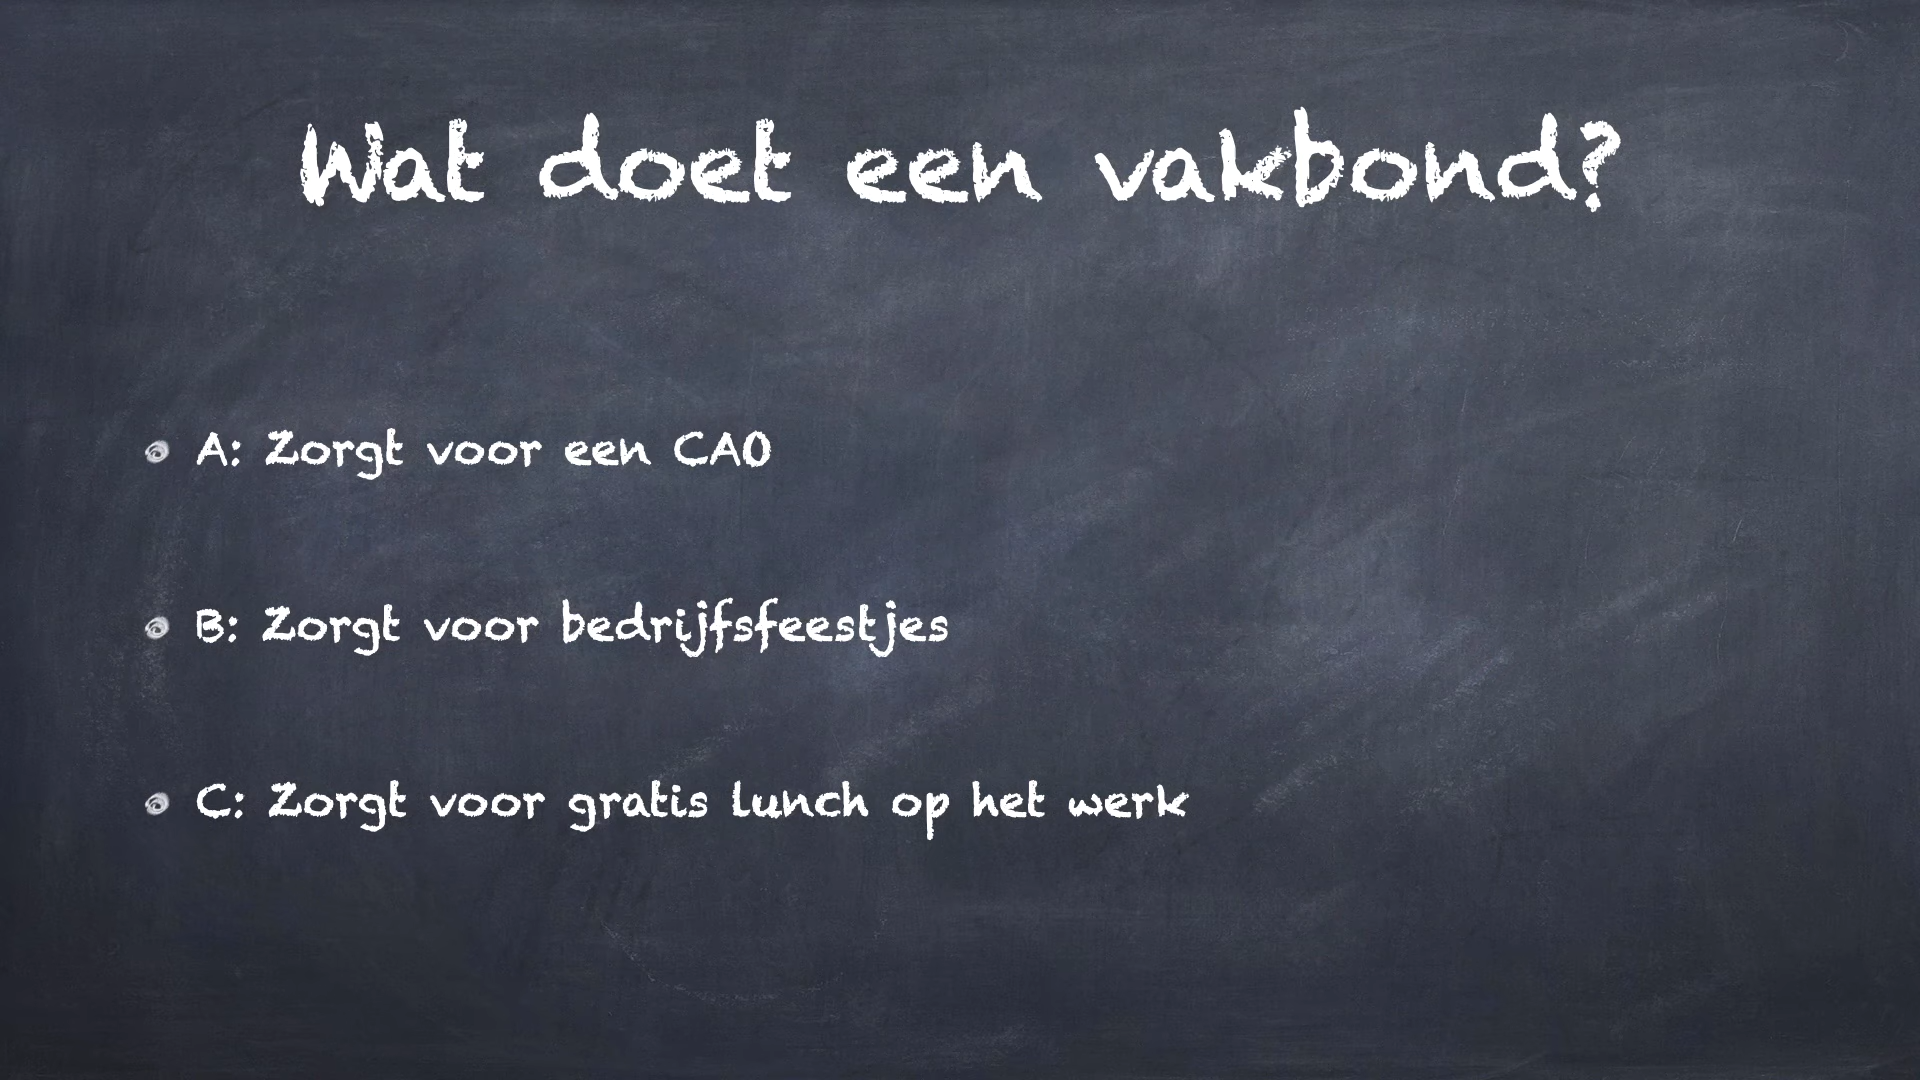 Wat doet een vakbond?
A: Zorgt voor een CAO
B: Zorgt voor bedrijfsfeestjes
C: Zorgt voor gratis lunch op het werk